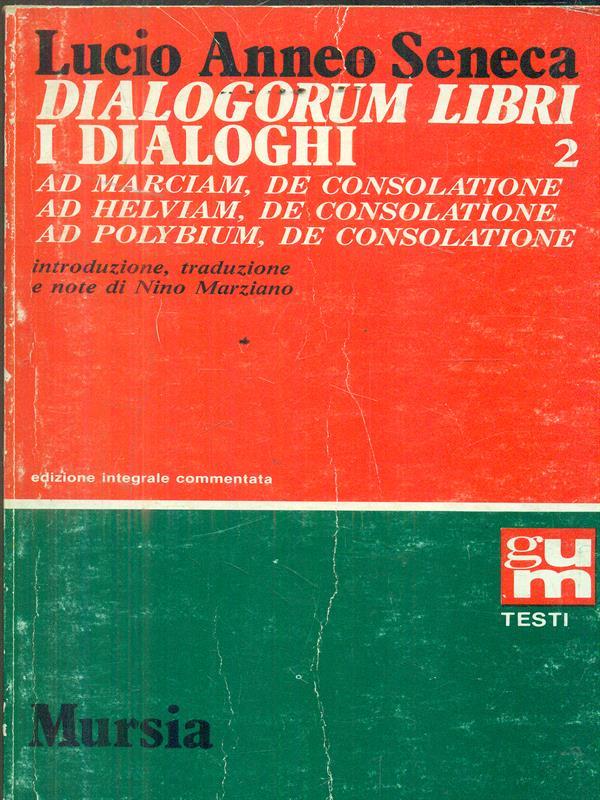 Lucio Anneo Seneca
DIALOGORUM LIBRI
I DIALOGHI 2
AD MARCIAM, DE CONSOLATIONE
AD HELVIAM, DE CONSOLATIONE
AD POLYBIUM, DE CONSOLATIONE
introduzione, traduzione
e note di Nino Marziano
edizione integrale commentata
gum
TESTI
Mursia